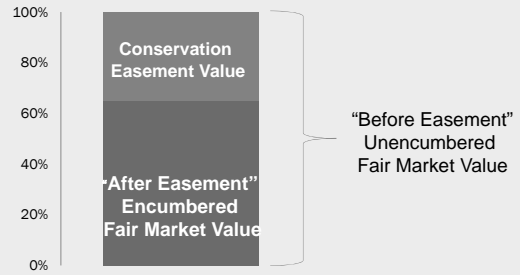 100%
80%
60%
40%
20%
0%
Conservation
Easement Value
"After Easement"
Encumbered
Fair Market Value
“Before Easement”
Unencumbered
Fair Market Value